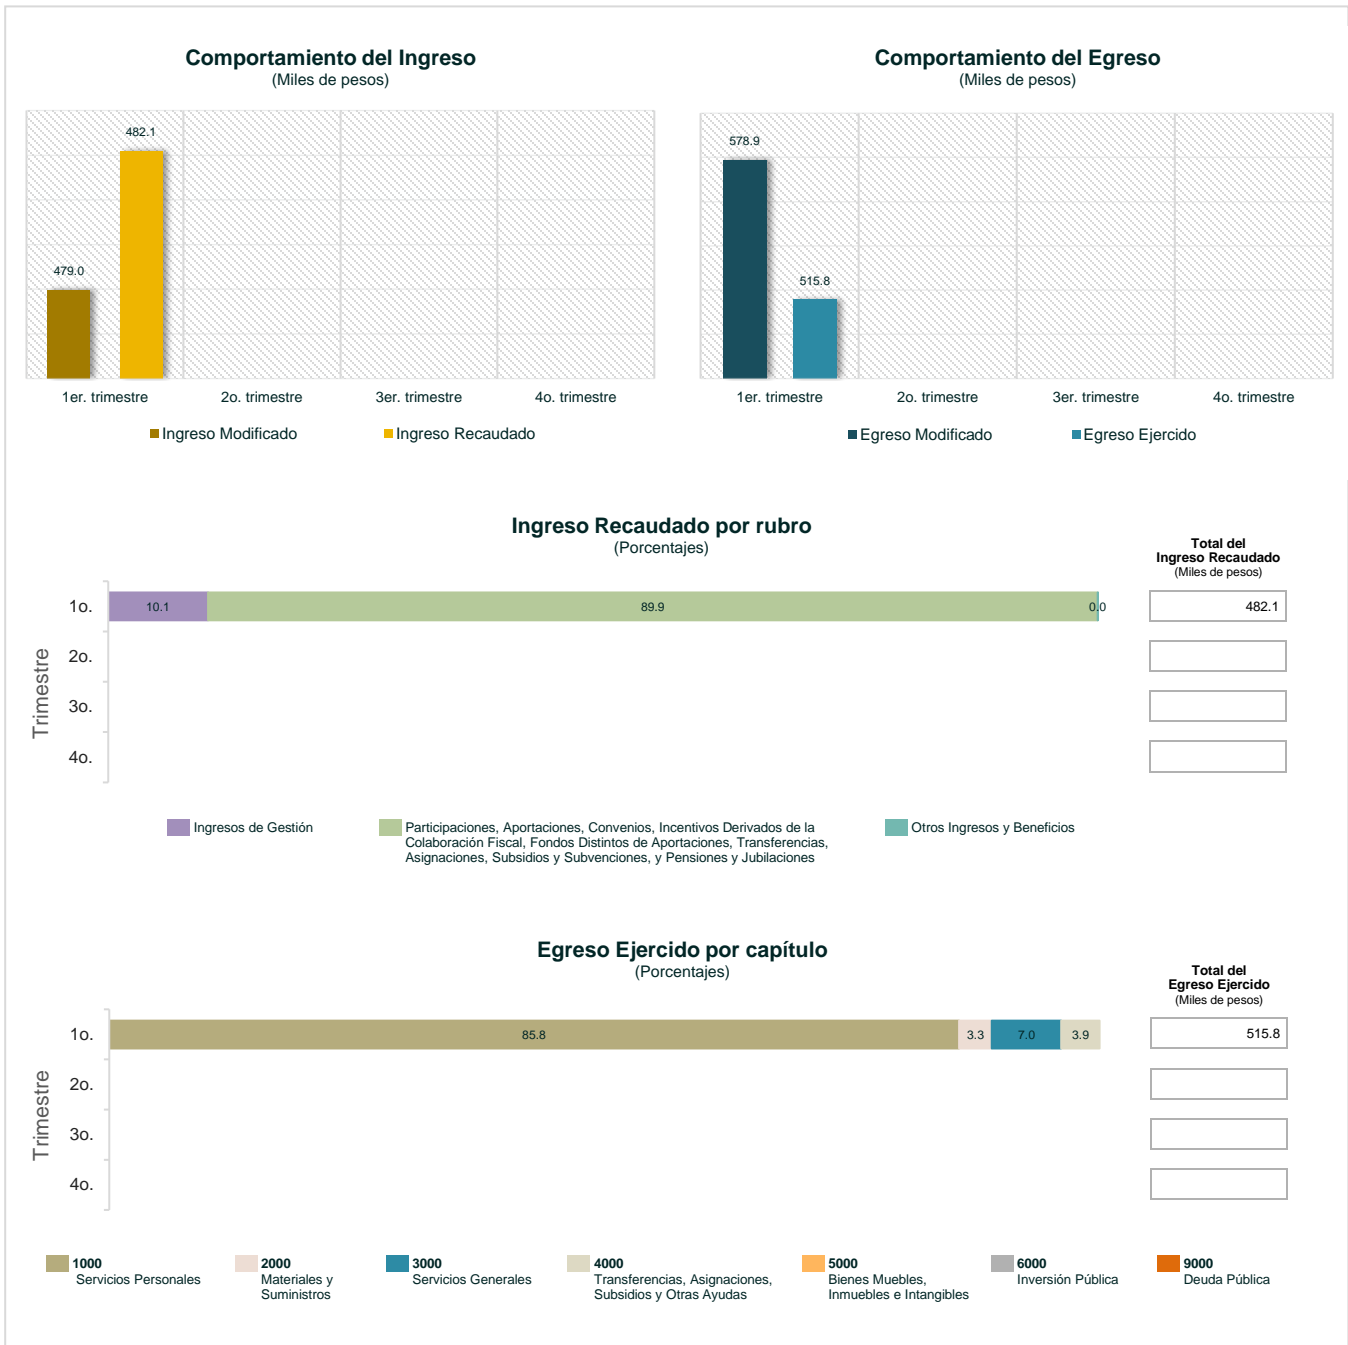 Comportamiento del Ingreso
(Miles de pesos)
482.1
479.0
1er. trimestre
2o. trimestre
3er. trimestre
4o. trimestre
Ingreso Modificado
Ingreso Recaudado
Comportamiento del Egreso
(Miles de pesos)
578.9
515.8
1er. trimestre
2o. trimestre
3er. trimestre
4o. trimestre
Egreso Modificado
Egreso Ejercido
Ingreso Recaudado por rubro
(Porcentajes)
Total del
Ingreso Recaudado
(Miles de pesos)
Trimestre
1o.
10.1
89.9
0.0
482.1
2o.
3o.
4o.
Ingresos de Gestión
Participaciones, Aportaciones, Convenios, Incentivos Derivados de la
Colaboración Fiscal, Fondos Distintos de Aportaciones, Transferencias,
Asignaciones, Subsidios y Subvenciones, y Pensiones y Jubilaciones
Otros Ingresos y Beneficios
Egreso Ejercido por capítulo
(Porcentajes)
Total del
Egreso Ejercido
(Miles de pesos)
Trimestre
1o.
85.8
3.3
7.0
3.9
515.8
2o.
3o.
4o.
1000
Servicios Personales
2000
Materiales y
Suministros
3000
Servicios Generales
4000
Transferencias, Asignaciones,
Subsidios y Otras Ayudas
5000
Bienes Muebles,
Inmuebles e Intangibles
6000
Inversión Pública
9000
Deuda Pública